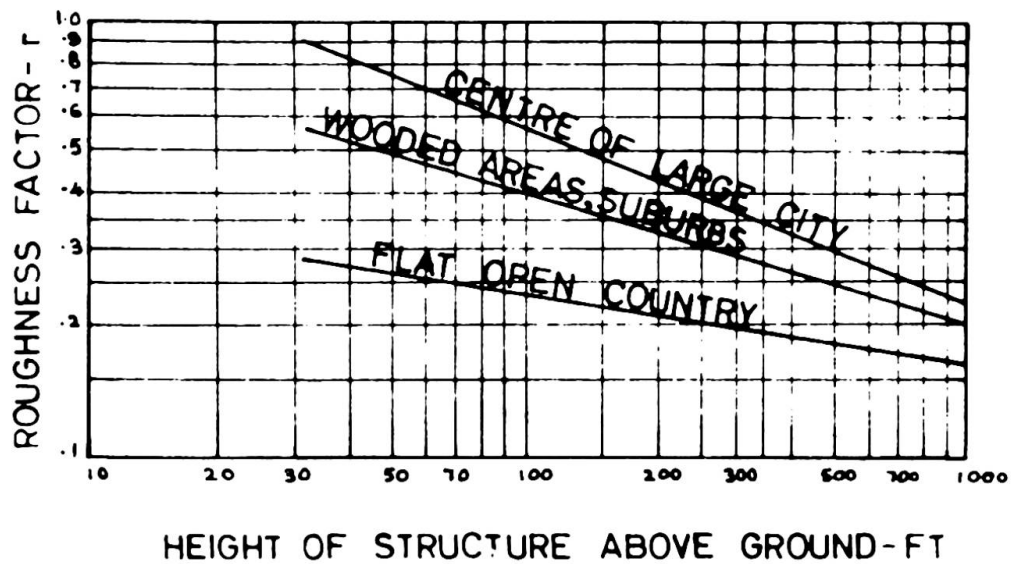 ROUGHNESS FACTOR-r
1.0
.9
.8
.7
.6
.5
.4
.3
.2
.1
CENTRE OF LARGE CITY
WOODED AREAS, SUBURBS
FLAT OPEN COUNTRY
10 20 30 50 70 100 200 300 500 700 1000
HEIGHT OF STRUCTURE ABOVE GROUND-FT